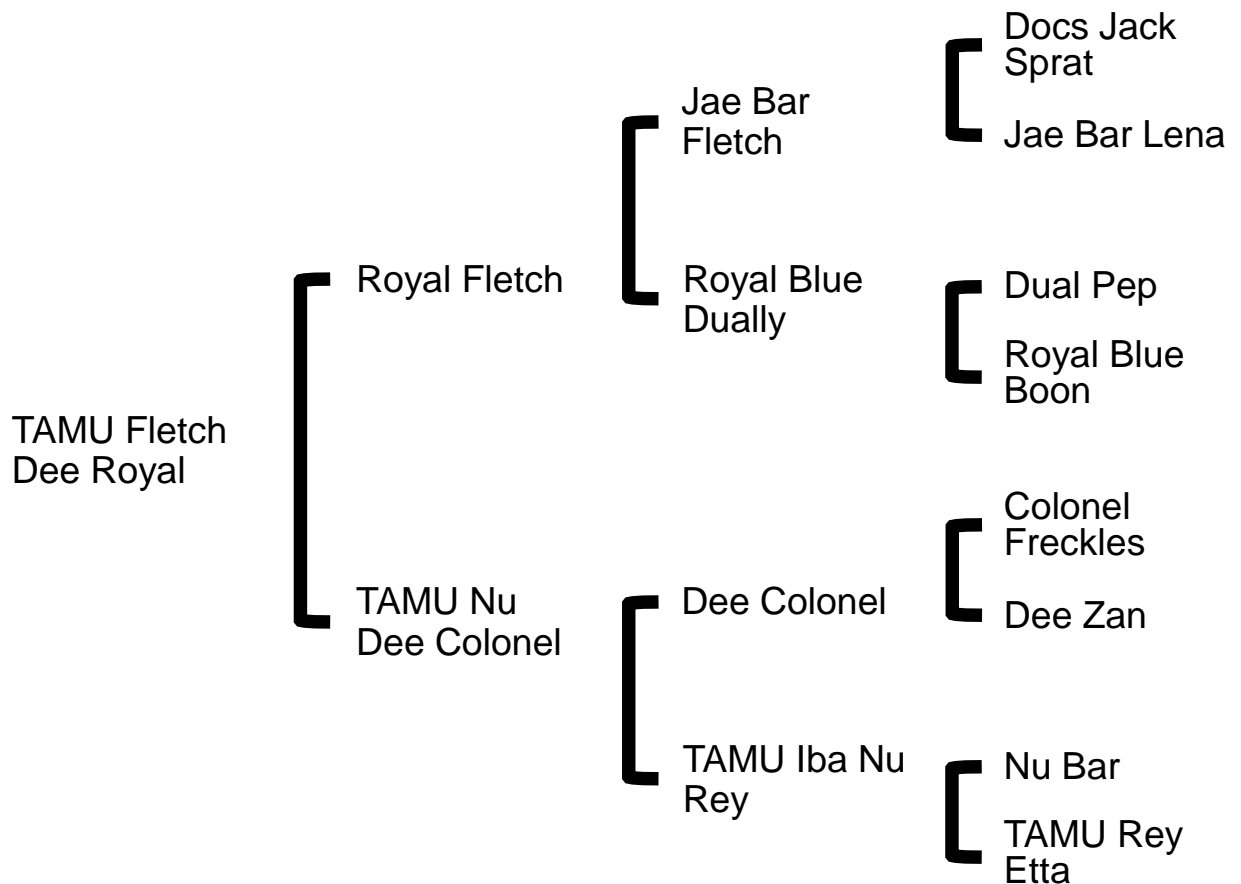 Docs Jack
Sprat
Jae Bar
Fletch
Jae Bar Lena
Royal Fletch
Royal Blue
Dually
Dual Pep
Royal Blue
Boon
TAMU Fletch
Dee Royal
Colonel
Freckles
TAMU Nu
Dee Colonel
Dee Colonel
Dee Zan
TAMU Iba Nu
Rey
Nu Bar
TAMU Rey
Etta